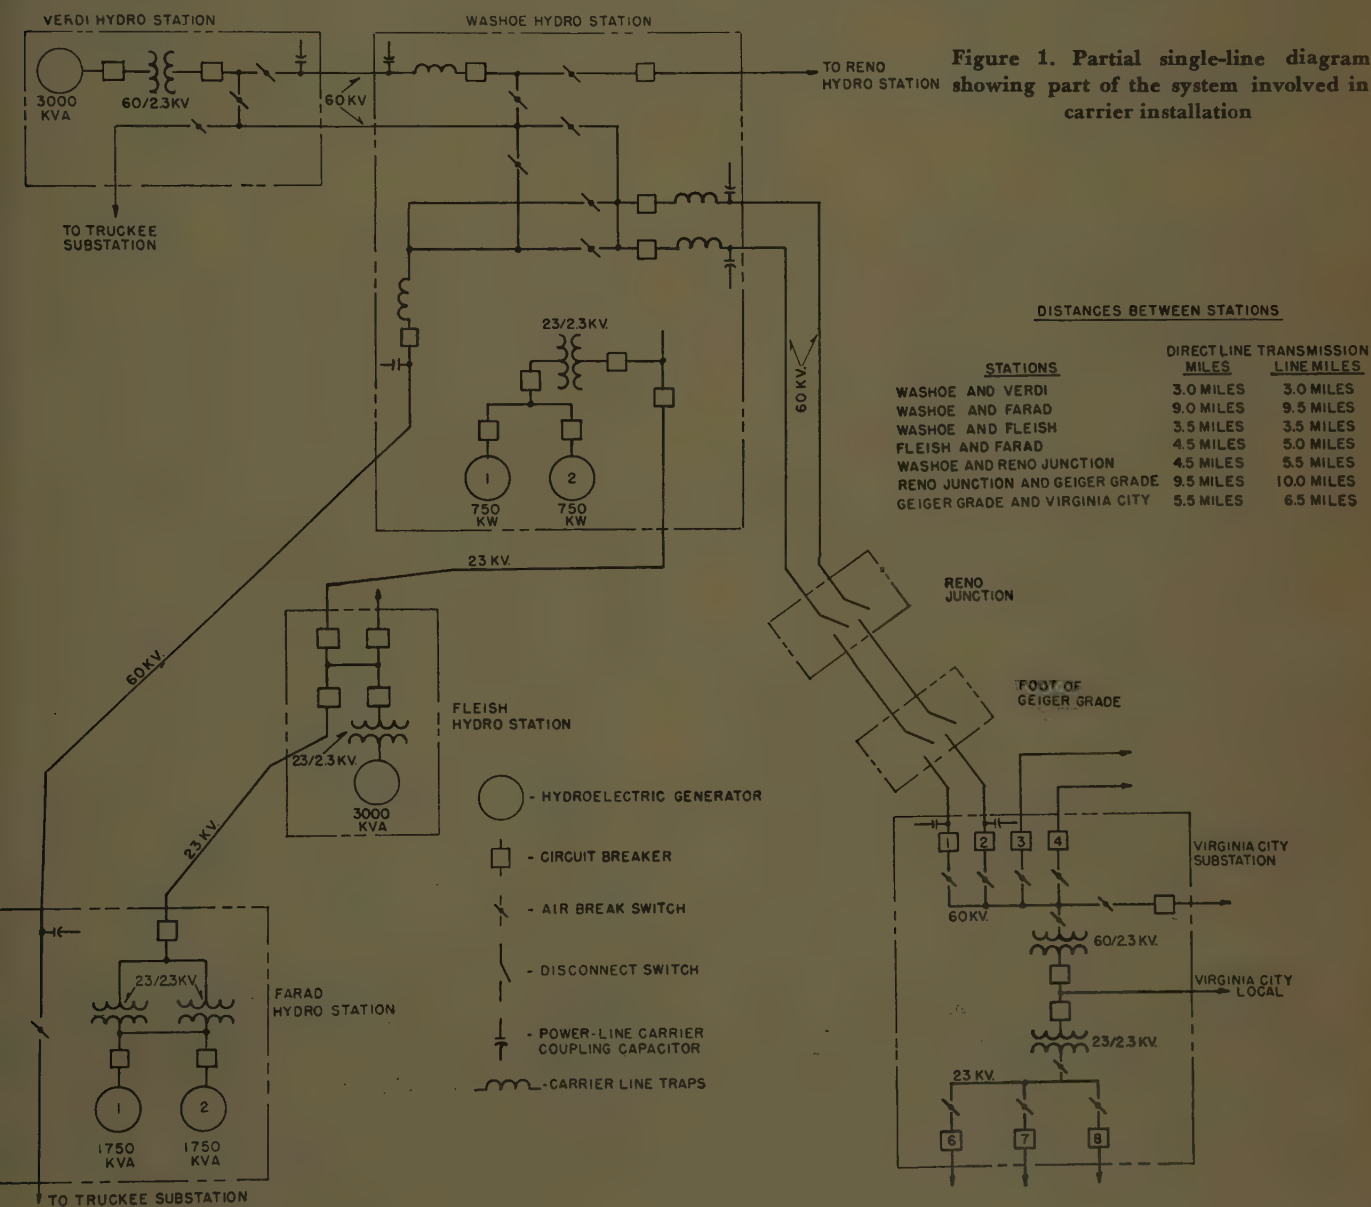 VERDI HYDRO STATION
WASHOE HYDRO STATION
Figure 1. Partial single-line diagram
showing part of the system involved in
carrier installation
3000
KVA
60/2.3KV
60KV
TO RENO
HYDRO STATION
TO TRUCKEE
SUBSTATION
23/2.3KV.
1
2
750
KW
750
KW
60 KV.
DISTANCES BETWEEN STATIONS
STATIONS
DIRECT LINE MILES
TRANSMISSION LINE MILES
WASHOE AND VERDI 3.0 MILES 3.0 MILES
WASHOE AND FARAD 9.0 MILES 9.5 MILES
WASHOE AND FLEISH 3.5 MILES 3.5 MILES
FLEISH AND FARAD 4.5 MILES 5.0 MILES
WASHOE AND RENO JUNCTION 4.5 MILES 5.5 MILES
RENO JUNCTION AND GEIGER GRADE 9.5 MILES 10.0 MILES
GEIGER GRADE AND VIRGINIA CITY 5.5 MILES 6.5 MILES
23 KV.
60KV.
RENO
JUNCTION
FOOT OF
GEIGER GRADE
FLEISH
HYDRO STATION
23/2.3KV.
3000
KVA
23 KV.
- HYDROELECTRIC GENERATOR
- CIRCUIT BREAKER
- AIR BREAK SWITCH
- DISCONNECT SWITCH
- POWER-LINE CARRIER
COUPLING CAPACITOR
-CARRIER LINE TRAPS
FARAD
HYDRO STATION
23/2.3KV
1
2
1750
KVA
1750
KVA
TO TRUCKEE SUBSTATION
1
2
3
4
VIRGINIA CITY
SUBSTATION
60KV.
60/2.3 KV.
VIRGINIA CITY
LOCAL
23/2.3 KV.
23 KV.
6
7
8